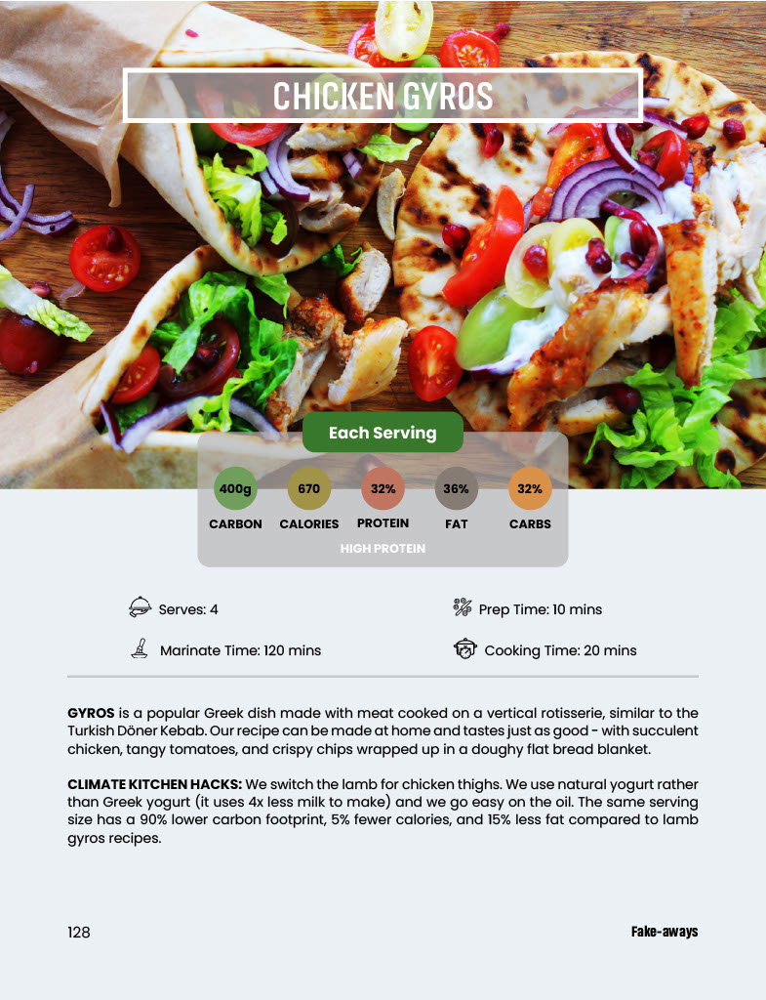 CHICKEN GYROS
Each Serving
400g 670 32% 36% 32%
CARBON CALORIES PROTEIN FAT CARBS
HIGH PROTEIN
Serves: 4 Prep Time: 10 mins
Marinate Time: 120 mins Cooking Time: 20 mins
GYROS is a popular Greek dish made with meat cooked on a vertical rotisserie, similar to the
Turkish Döner Kebab. Our recipe can be made at home and tastes just as good - with succulent
chicken, tangy tomatoes, and crispy chips wrapped up in a doughy flat bread blanket.
CLIMATE KITCHEN HACKS: We switch the lamb for chicken thighs. We use natural yogurt rather
than Greek yogurt (it uses 4x less milk to make) and we go easy on the oil. The same serving
size has a 90% lower carbon footprint, 5% fewer calories, and 15% less fat compared to lamb
gyros recipes.
128 Fake-aways